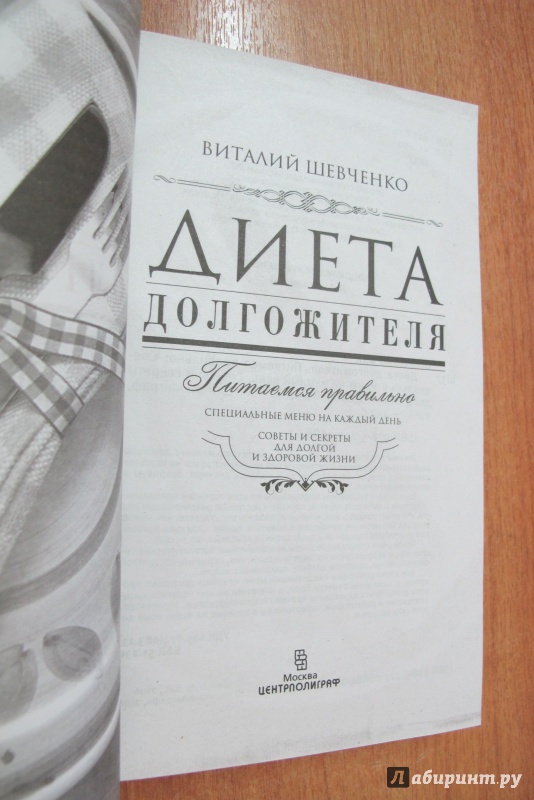 ВИТАЛИЙ ШЕВЧЕНКО
ДИЕТА
ДОЛГОЖИТЕЛЯ
Питаемся правильно
СПЕЦИАЛЬНЫЕ МЕНЮ НА КАЖДЫЙ ДЕНЬ
СОВЕТЫ И СЕКРЕТЫ
ДЛЯ ДОЛГОЙ
И ЗДОРОВОЙ ЖИЗНИ
Москва
ЦЕНТРПОЛИГРАФ
Лабиринт.ру